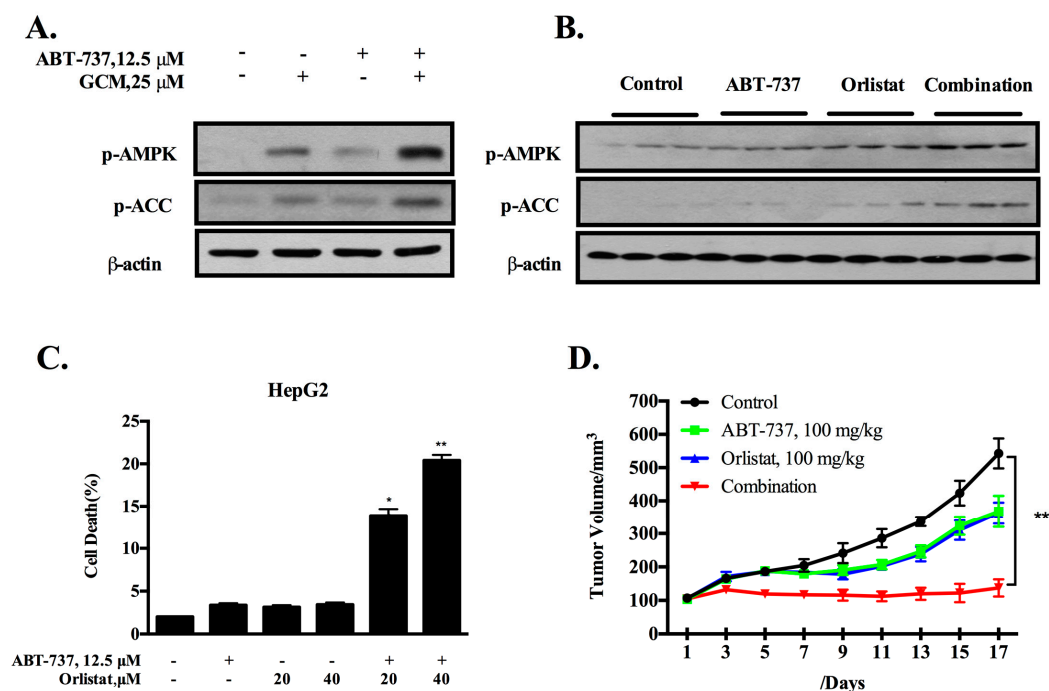 A.
ABT-737,12.5 μM - - + +
GCM,25 μM - + - +
p-AMPK
p-ACC
β-actin
B.
Control ABT-737 Orlistat Combination
p-AMPK
p-ACC
β-actin
C.
HepG2
Cell Death(%)
25
20
15
10
5
0
*
**
ABT-737, 12.5 μM - + - - + +
Orlistat,μM - - 20 40 20 40
D.
Tumor Volume/mm³
700
600
500
400
300
200
100
0
Control
ABT-737, 100 mg/kg
Orlistat, 100 mg/kg
Combination
**
1 3 5 7 9 11 13 15 17
/Days